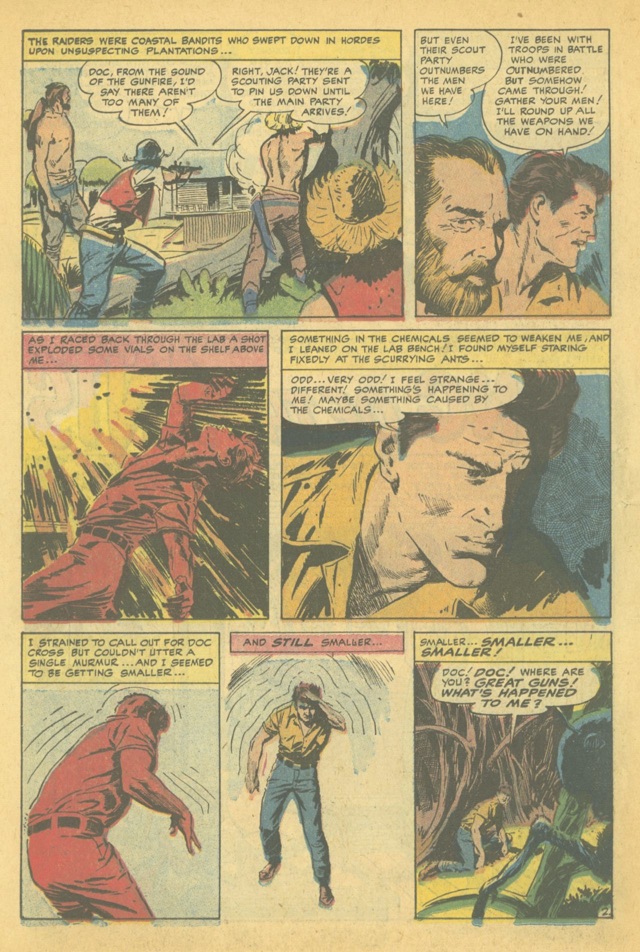 THE RAIDERS WERE COASTAL BANDITS WHO SWEPT DOWN IN HORDES
UPON UNSUSPECTING PLANTATIONS...
DOC, FROM THE SOUND
OF THE GUNFIRE, I'D
SAY THERE AREN'T
TOO MANY OF
THEM!
RIGHT, JACK! THEY'RE A
SCOUTING PARTY SENT
TO PIN US DOWN UNTIL
THE MAIN PARTY
ARRIVES!
BUT EVEN
THEIR SCOUT
PARTY
OUTNUMBERS
THE MEN
WE HAVE
HERE!
I'VE BEEN WITH
TROOPS IN BATTLE
WHO WERE
OUTNUMBERED
BUT SOMEHOW
CAME THROUGH!
GATHER YOUR MEN!
I'LL ROUND UP ALL
THE WEAPONS WE
HAVE ON HAND!
AS I RACED BACK THROUGH THE LAB A SHOT
EXPLODED SOME VIALS ON THE SHELF ABOVE
ME...
SOMETHING IN THE CHEMICALS SEEMED TO WEAKEN ME, AND
I LEANED ON THE LAB BENCH! I FOUND MYSELF STARING
FIXEDLY AT THE SCURRYING ANTS...
ODD... VERY ODD! I FEEL STRANGE...
DIFFERENT! SOMETHING'S HAPPENING TO
ME! MAYBE SOMETHING CAUSED BY
THE CHEMICALS...
I STRAINED TO CALL OUT FOR DOC
CROSS BUT COULDN'T UTTER A
SINGLE MURMUR... AND I SEEMED
TO BE GETTING SMALLER...
AND STILL SMALLER...
SMALLER... SMALLER...
SMALLER!
DOC! DOC! WHERE ARE
YOU? GREAT GUNS!
WHAT'S HAPPENED
TO ME?
2